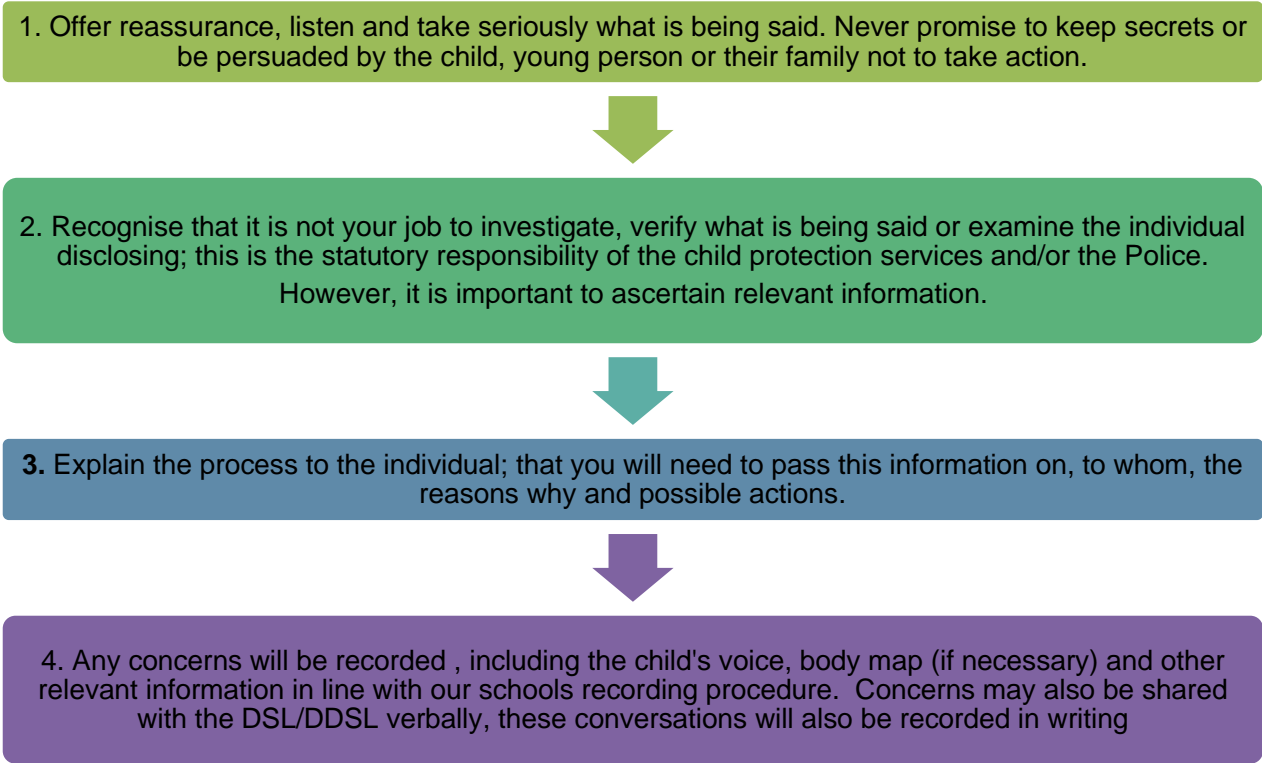 1. Offer reassurance, listen and take seriously what is being said. Never promise to keep secrets or
be persuaded by the child, young person or their family not to take action.
2. Recognise that it is not your job to investigate, verify what is being said or examine the individual
disclosing; this is the statutory responsibility of the child protection services and/or the Police.
However, it is important to ascertain relevant information.
3. Explain the process to the individual; that you will need to pass this information on, to whom, the
reasons why and possible actions.
4. Any concerns will be recorded , including the child's voice, body map (if necessary) and other
relevant information in line with our schools recording procedure.  Concerns may also be shared
with the DSL/DDSL verbally, these conversations will also be recorded in writing